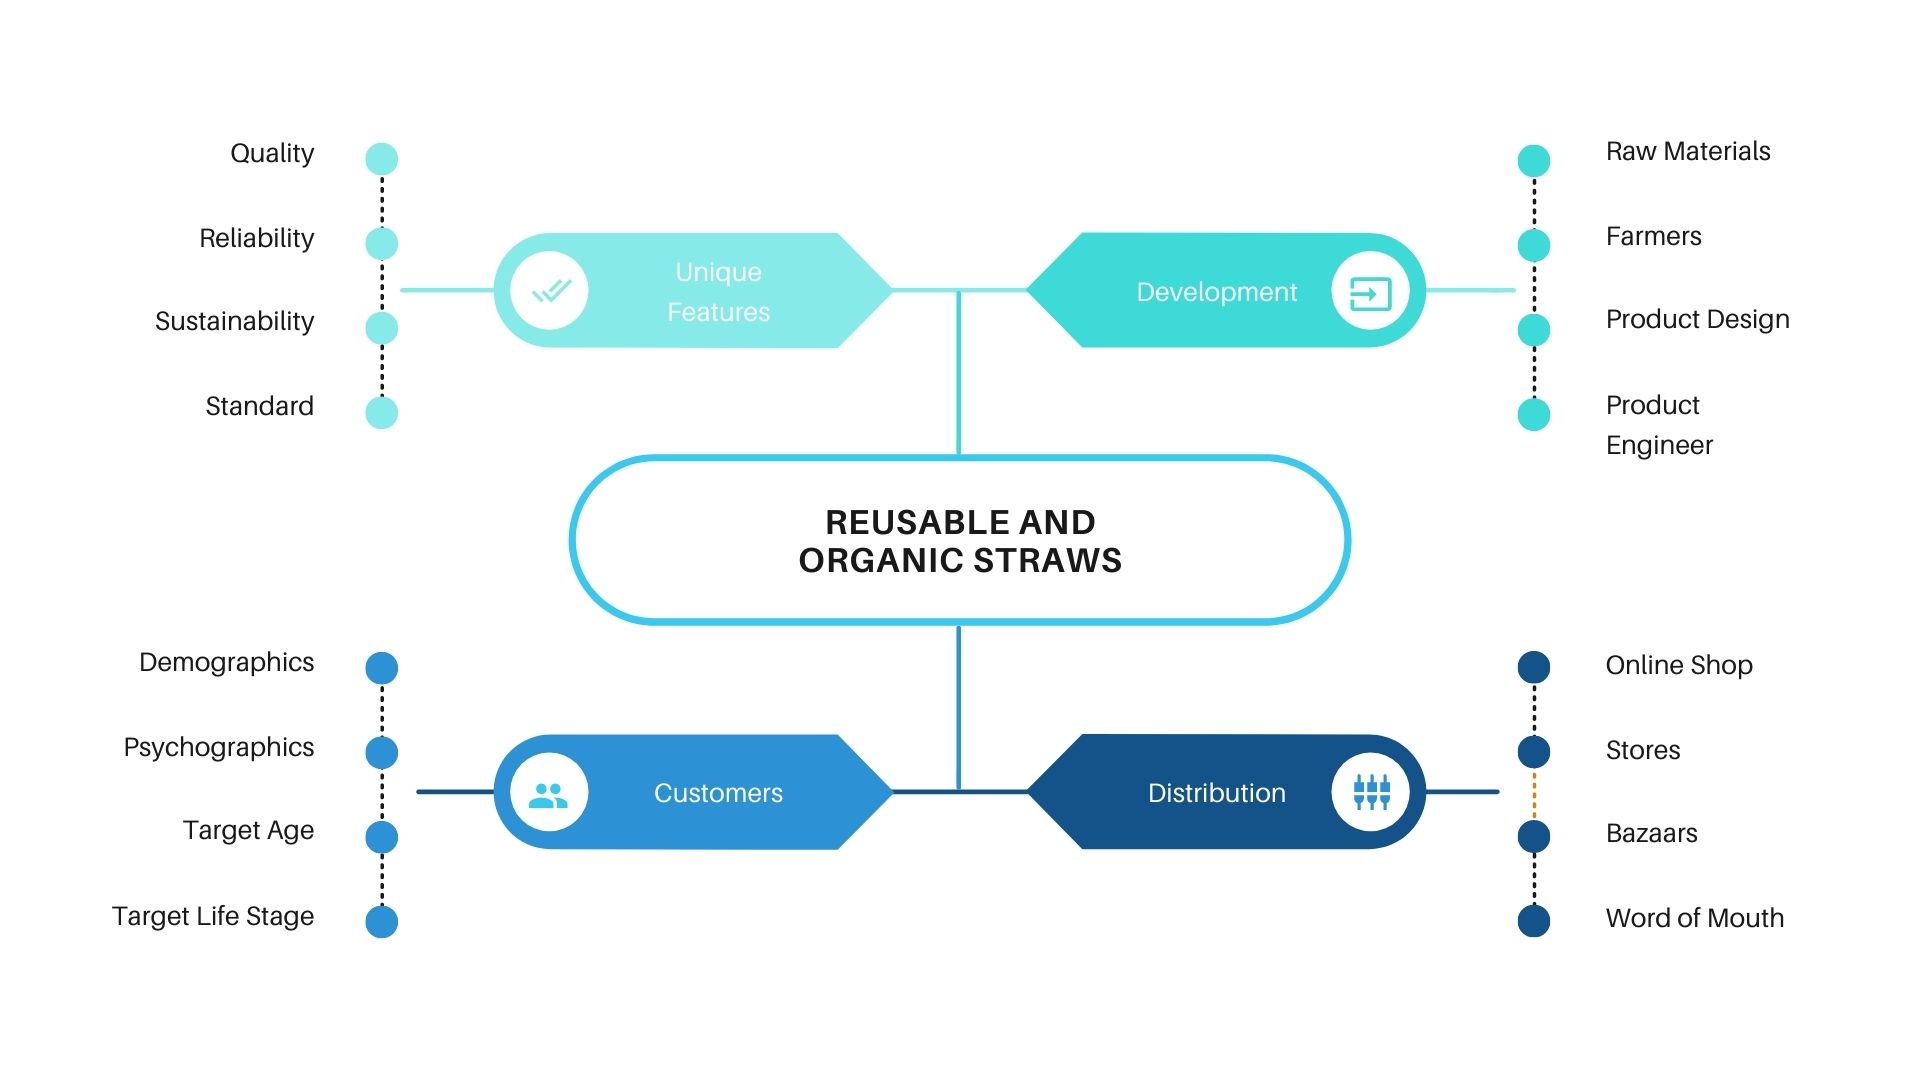 Quality
Reliability
Sustainability
Standard
Unique
Features
Development
Raw Materials
Farmers
Product Design
Product
Engineer
REUSABLE AND
ORGANIC STRAWS
Demographics
Psychographics
Target Age
Target Life Stage
Customers
Distribution
Online Shop
Stores
Bazaars
Word of Mouth